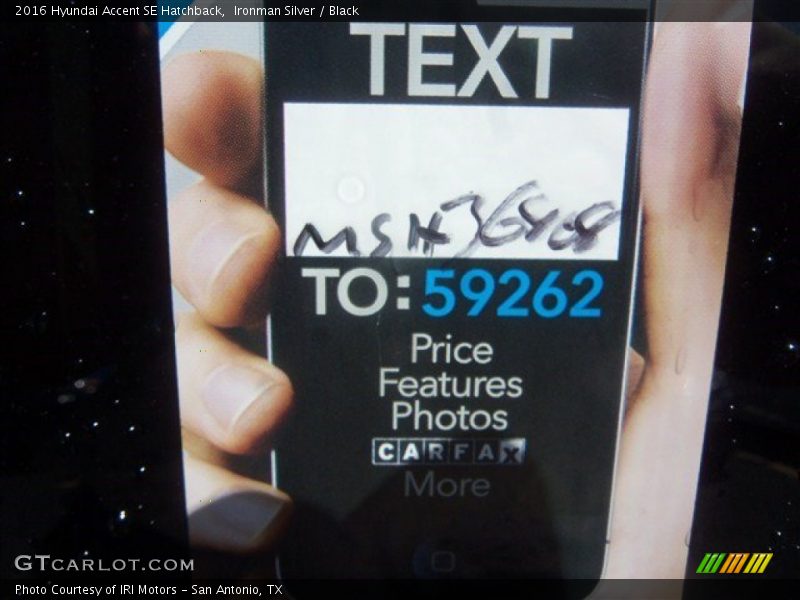 2016 Hyundai Accent SE Hatchback, Ironman Silver / Black
TEXT
MSH36808
TO: 59262
Price
Features
Photos
CARFAX
More
GTCARLOT.COM
Photo Courtesy of IRI Motors - San Antonio, TX